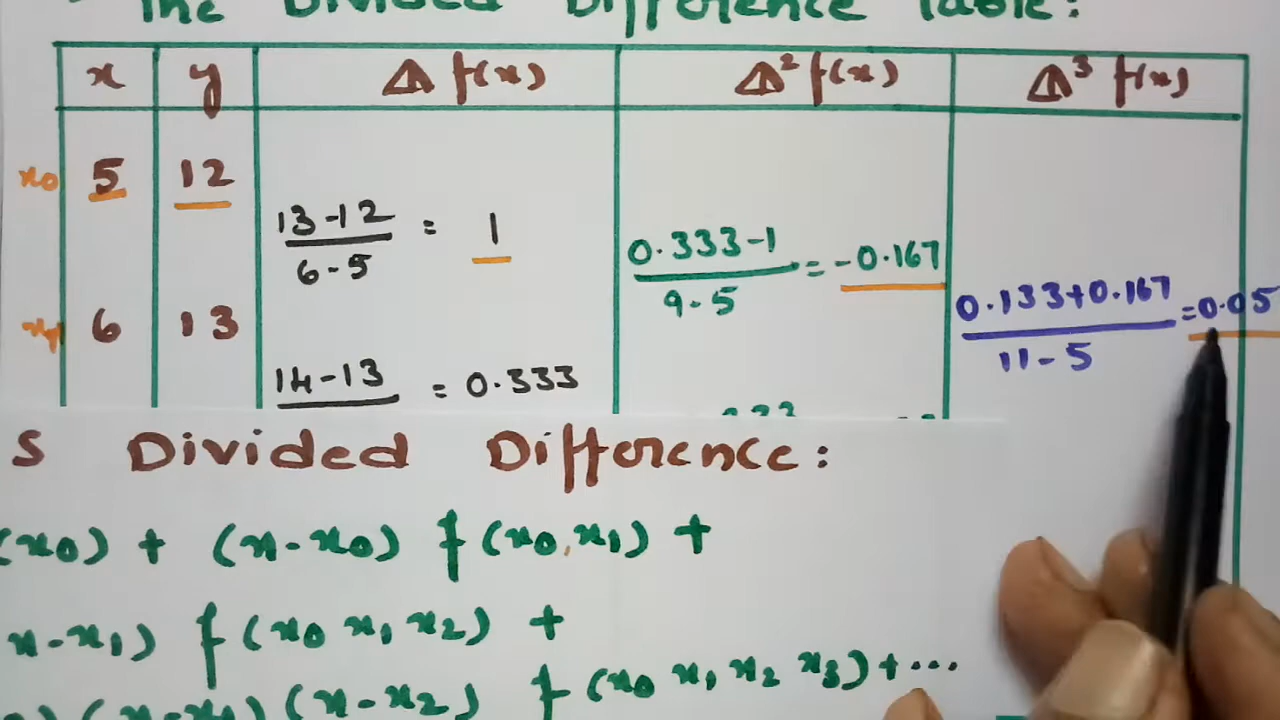 The Divided Difference Table:
x y Δ f(x) Δ² f(x) Δ³ f(x)
x0 5 12
13-12 / 6-5 = 1
0.333-1 / 9-5 = -0.167
0.133+0.167 / 11-5 = 0.05
x1 6 13
14-13 = 0.333
s Divided Difference:
(x0) + (x-x0) f(x0,x1) +
x-x1) f(x0 x1 x2) +
(x-x1)(x-x2) f(x0 x1 x2 x3)+...